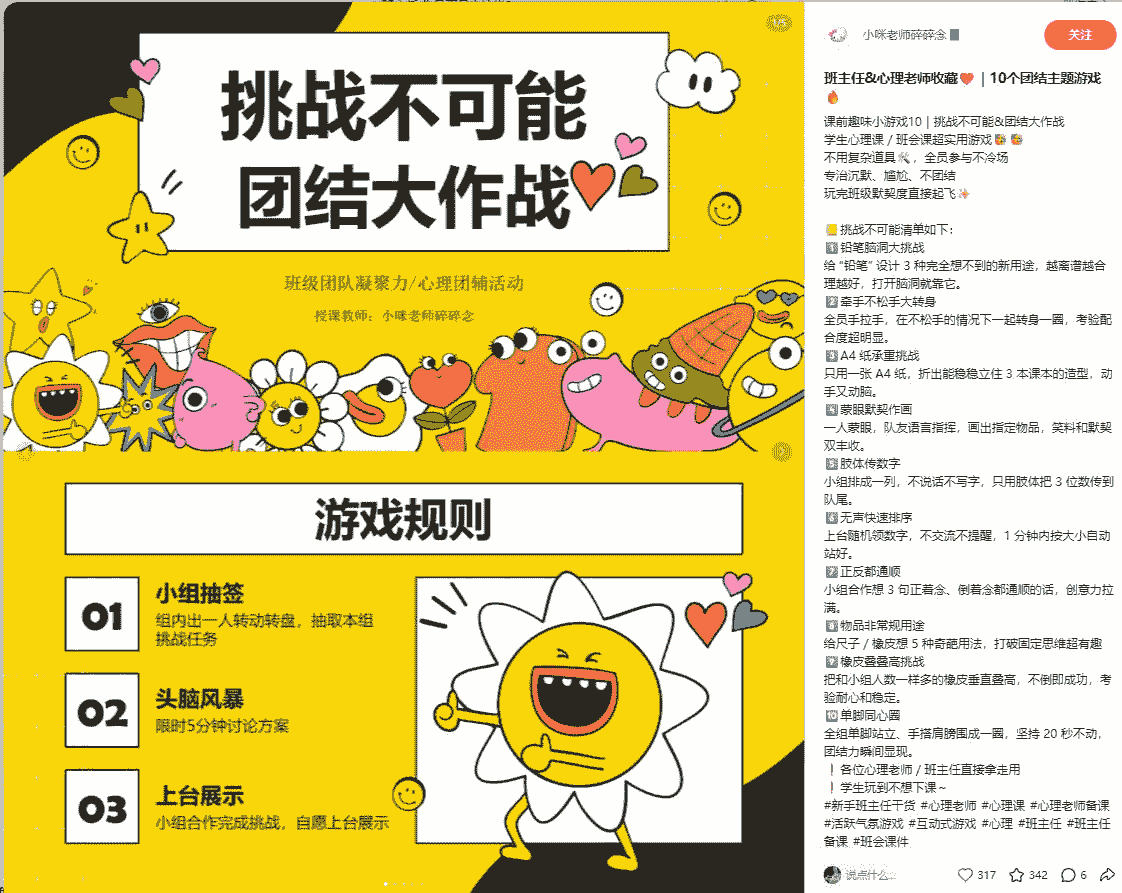 挑战不可能
团结大作战
班级团队凝聚力/心理团辅活动
授课教师：小咪老师碎碎念
游戏规则
01
小组抽签
组内出一人转动转盘，抽取本组
挑战任务
02
头脑风暴
限时5分钟讨论方案
03
上台展示
小组合作完成挑战，自愿上台展示
小咪老师碎碎念
关注
班主任&心理老师收藏❤️｜10个团结主题游戏
🔥
课前趣味小游戏10｜挑战不可能&团结大作战
学生心理课 / 班会课超实用游戏
不用复杂道具🛠️，全员参与不冷场
专治沉默、尴尬、不团结
玩完班级默契度直接起飞✨
📒 挑战不可能清单如下：
1️⃣ 铅笔脑洞大挑战
给 “铅笔” 设计 3 种完全想不到的新用途，越离谱越合
理越好，打开脑洞就靠它。
2️⃣ 牵手不松手大转身
全员手拉手，在不松手的情况下一起转身一圈，考验配
合度超明显。
3️⃣ A4 纸承重挑战
只用一张 A4 纸，折出能稳稳立住 3 本课本的造型，动
手又动脑。
4️⃣ 蒙眼默契作画
一人蒙眼，队友语言指挥，画出指定物品，笑料和默契
双丰收。
5️⃣ 肢体传数字
小组排成一列，不说话不写字，只用肢体把 3 位数传到
队尾。
6️⃣ 无声快速排序
上台随机领数字，不交流不提醒，1 分钟内按大小自动
站好。
7️⃣ 正反都通顺
小组合作想 3 句正着念、倒着念都通顺的话，创意力拉
满。
8️⃣ 物品非常规用途
给尺子 / 橡皮想 5 种奇葩用法，打破固定思维超有趣
9️⃣ 橡皮叠叠高挑战
把和小组人数一样多的橡皮垂直叠高，不倒即成功，考
验耐心和稳定。
🔟 单脚同心圆
全组单脚站立、手搭肩膀围成一圈，坚持 20 秒不动，
团结力瞬间显现。
❗各位心理老师 / 班主任直接拿走用
❗学生玩到不想下课～
#新手班主任干货 #心理老师 #心理课 #心理老师备课
#活跃气氛游戏 #互动式游戏 #心理 #班主任 #班主任
备课 #班会课件
说点什么...
317
342
6